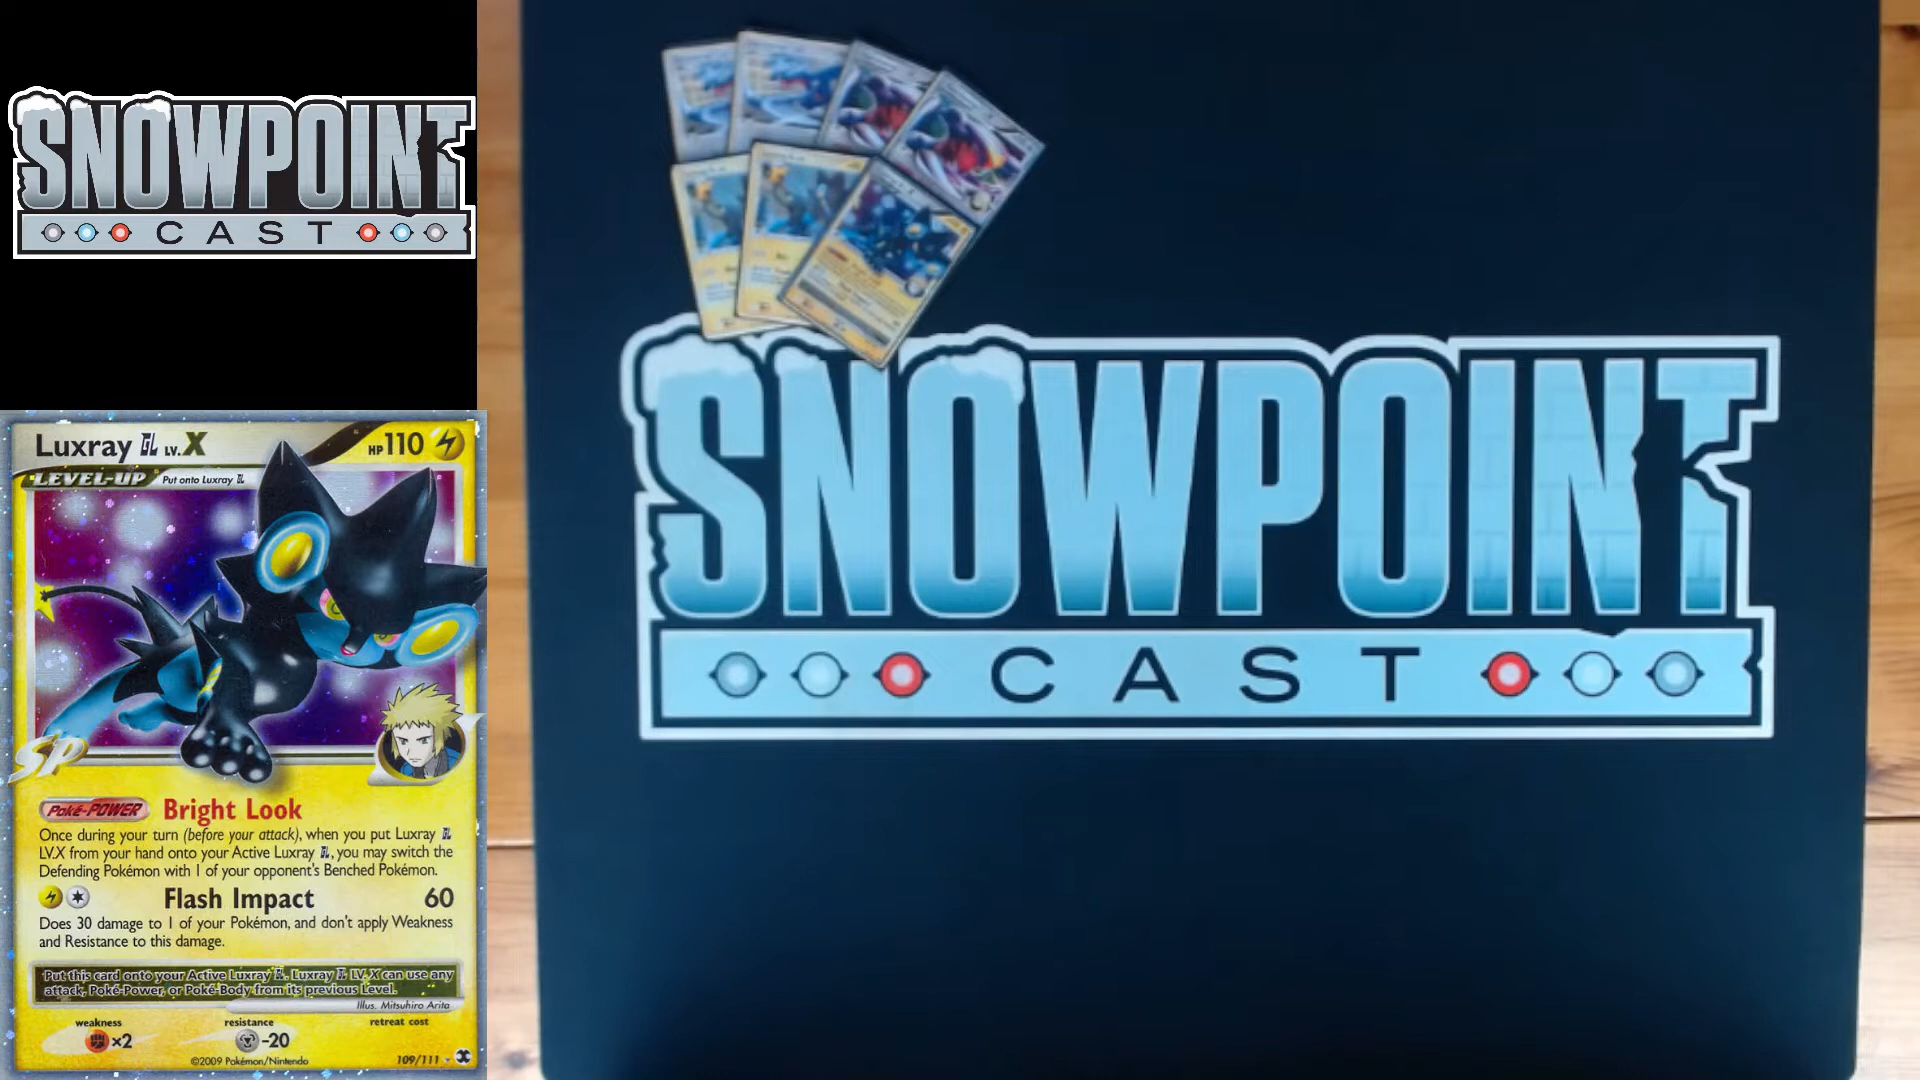 SNOWPOINT
CAST
Luxray GL LV.X
HP 110
LEVEL-UP Put onto Luxray GL
SP
Poké-POWER Bright Look
Once during your turn (before your attack), when you put Luxray GL
LV.X from your hand onto your Active Luxray GL, you may switch the
Defending Pokémon with 1 of your opponent's Benched Pokémon.
Flash Impact 60
Does 30 damage to 1 of your Pokémon, and don't apply Weakness
and Resistance to this damage.
Put this card onto your Active Luxray GL. Luxray GL LV. X can use any
attack, Poké-Power, or Poké-Body from its previous Level.
Illus. Mitsuhiro Arita
weakness resistance retreat cost
×2 -20
©2009 Pokémon/Nintendo 109/111
SNOWPOINT
CAST